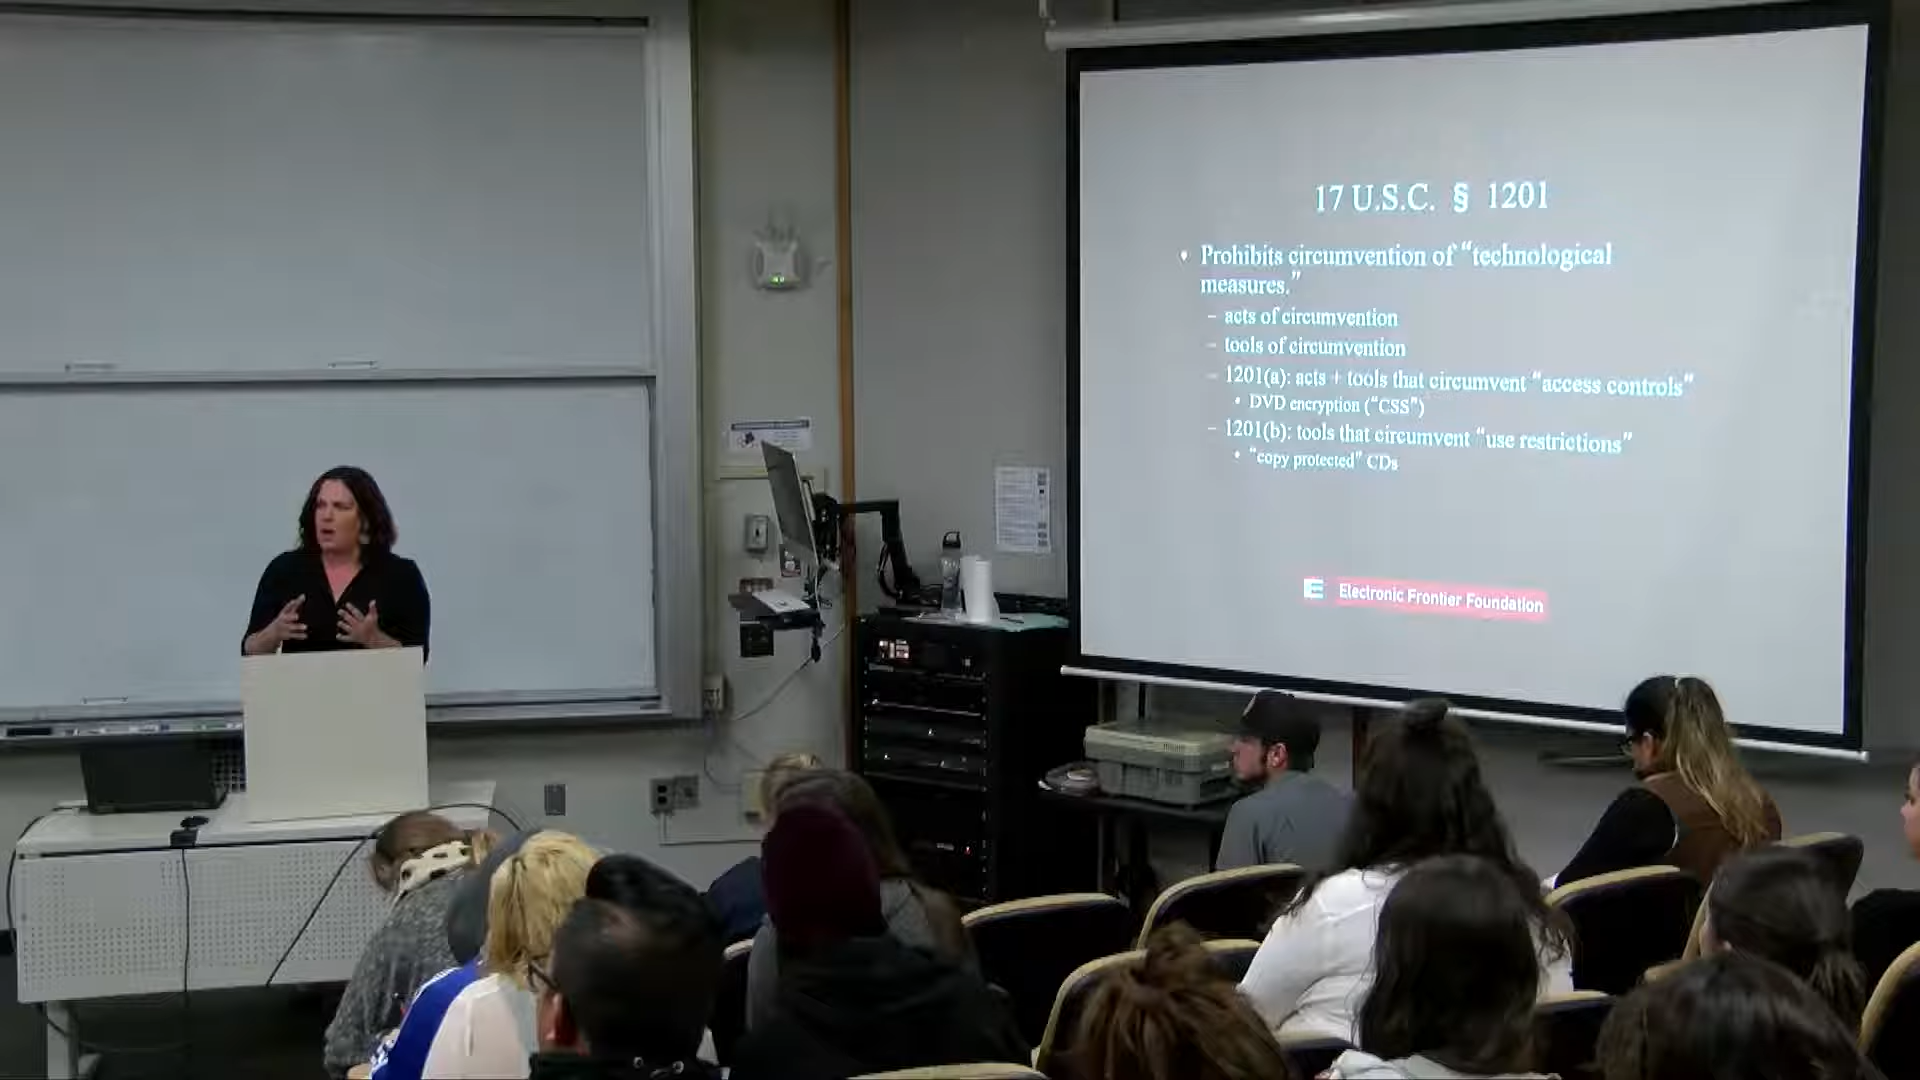 17 U.S.C. § 1201
• Prohibits circumvention of “technological
measures.”
– acts of circumvention
– tools of circumvention
– 1201(a): acts + tools that circumvent “access controls”
• DVD encryption (“CSS”)
– 1201(b): tools that circumvent “use restrictions”
• “copy protected” CDs
Electronic Frontier Foundation